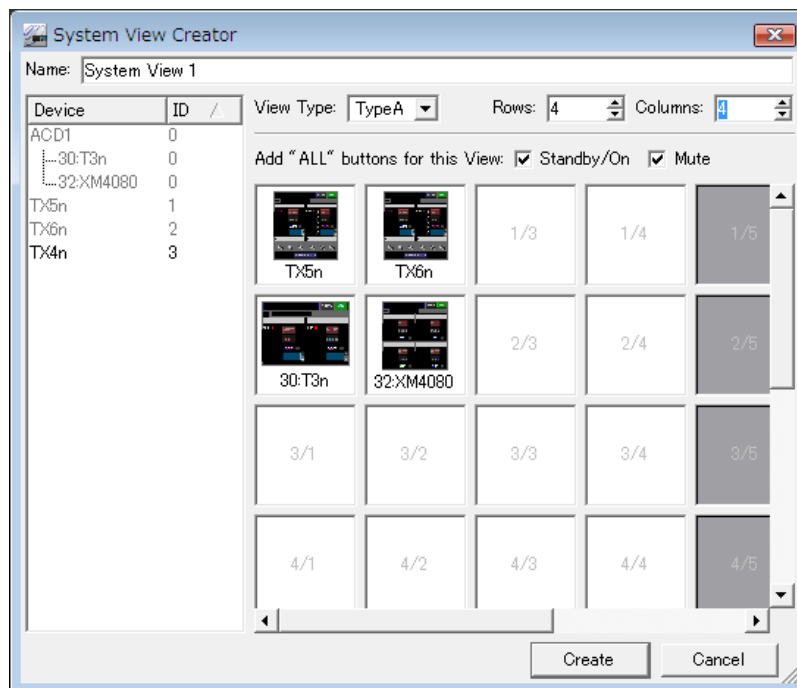 System View Creator
Name: System View 1
Device ID
ACD1 0
30:T3n 0
32:XM4080 0
TX5n 1
TX6n 2
TX4n 3
View Type: TypeA Rows: 4 Columns: 4
Add "ALL" buttons for this View: Standby/On Mute
TX5n TX6n 1/3 1/4 1/5
30:T3n 32:XM4080 2/3 2/4 2/5
3/1 3/2 3/3 3/4 3/5
4/1 4/2 4/3 4/4 4/5
Create Cancel